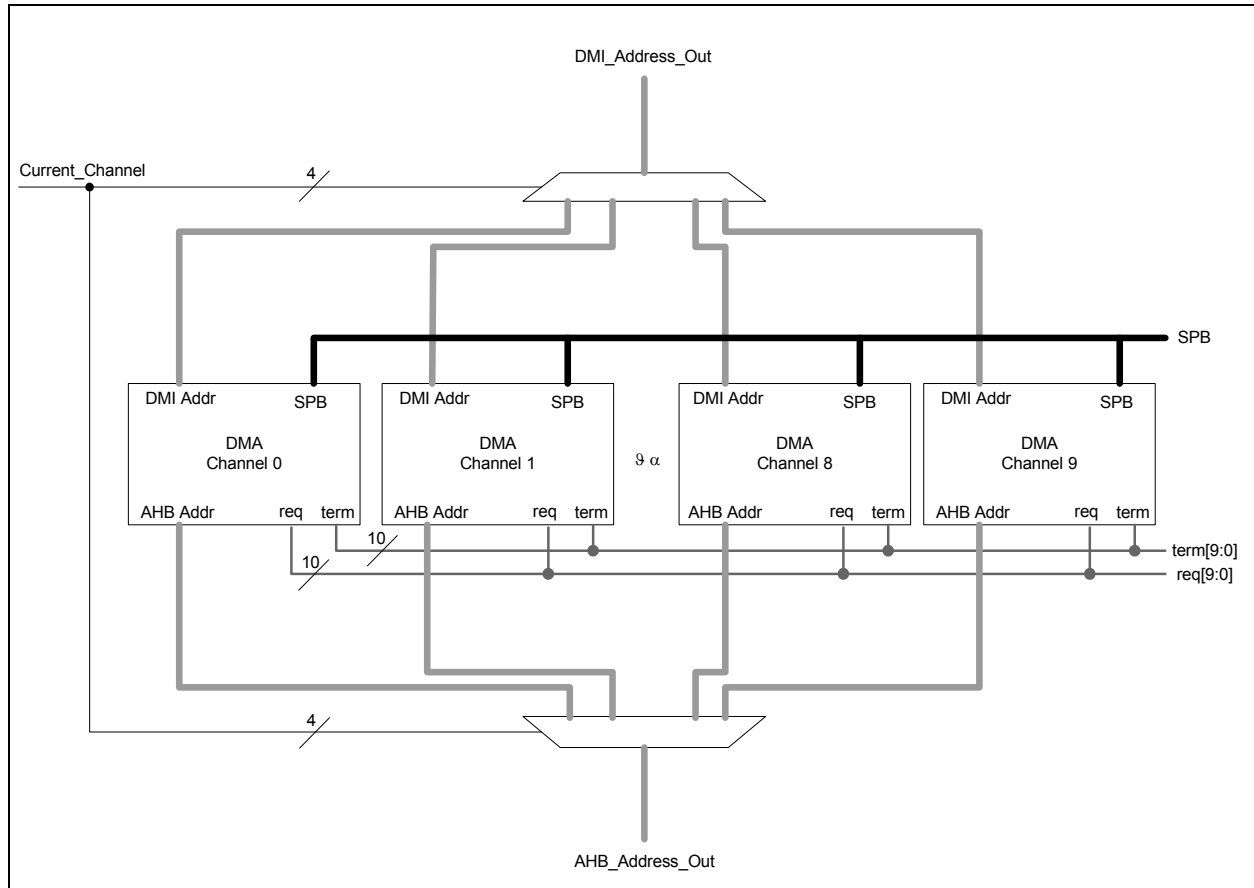 DMI_Address_Out
Current_Channel
4
SPB
DMI Addr
SPB
DMA
Channel 0
AHB Addr
req
term
DMI Addr
SPB
DMA
Channel 1
AHB Addr
req
term
ϑ α
DMI Addr
SPB
DMA
Channel 8
AHB Addr
req
term
DMI Addr
SPB
DMA
Channel 9
AHB Addr
req
term
10
term[9:0]
10
req[9:0]
4
AHB_Address_Out